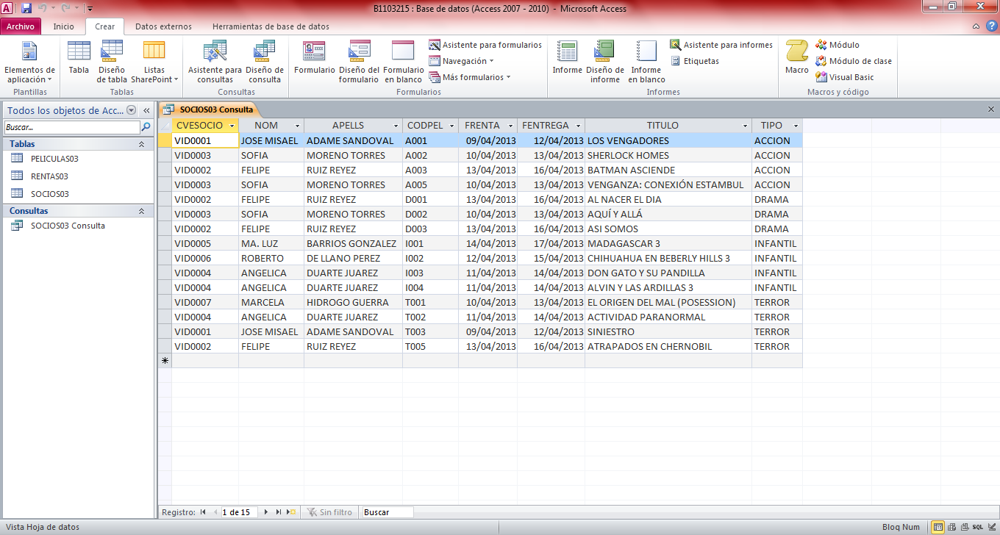 B1103215 : Base de datos (Access 2007 - 2010) - Microsoft Access
Archivo Inicio Crear Datos externos Herramientas de base de datos
Elementos de aplicación
Plantillas
Tabla
Diseño de tabla
Listas SharePoint
Tablas
Asistente para consultas
Diseño de consulta
Consultas
Formulario
Diseño del formulario
Formulario en blanco
Asistente para formularios
Navegación
Más formularios
Formularios
Informe
Diseño de informe
Informe en blanco
Asistente para informes
Etiquetas
Informes
Macro
Módulo
Módulo de clase
Visual Basic
Macros y código
Todos los objetos de Acc...
Buscar...
Tablas
PELICULAS03
RENTAS03
SOCIOS03
Consultas
SOCIOS03 Consulta
SOCIOS03 Consulta
CVESOCIO NOM APELLS CODPEL FRENTA FENTREGA TITULO TIPO
VID0001 JOSE MISAEL ADAME SANDOVAL A001 09/04/2013 12/04/2013 LOS VENGADORES ACCION
VID0003 SOFIA MORENO TORRES A002 10/04/2013 13/04/2013 SHERLOCK HOMES ACCION
VID0002 FELIPE RUIZ REYEZ A003 13/04/2013 16/04/2013 BATMAN ASCIENDE ACCION
VID0003 SOFIA MORENO TORRES A005 10/04/2013 13/04/2013 VENGANZA: CONEXIÓN ESTAMBUL ACCION
VID0002 FELIPE RUIZ REYEZ D001 13/04/2013 16/04/2013 AL NACER EL DIA DRAMA
VID0003 SOFIA MORENO TORRES D002 10/04/2013 13/04/2013 AQUÍ Y ALLÁ DRAMA
VID0002 FELIPE RUIZ REYEZ D003 13/04/2013 16/04/2013 ASI SOMOS DRAMA
VID0005 MA. LUZ BARRIOS GONZALEZ I001 14/04/2013 17/04/2013 MADAGASCAR 3 INFANTIL
VID0006 ROBERTO DE LLANO PEREZ I002 12/04/2013 15/04/2013 CHIHUAHUA EN BEBERLY HILLS 3 INFANTIL
VID0004 ANGELICA DUARTE JUAREZ I003 11/04/2013 14/04/2013 DON GATO Y SU PANDILLA INFANTIL
VID0004 ANGELICA DUARTE JUAREZ I004 11/04/2013 14/04/2013 ALVIN Y LAS ARDILLAS 3 INFANTIL
VID0007 MARCELA HIDROGO GUERRA T001 10/04/2013 13/04/2013 EL ORIGEN DEL MAL (POSESSION) TERROR
VID0004 ANGELICA DUARTE JUAREZ T002 11/04/2013 14/04/2013 ACTIVIDAD PARANORMAL TERROR
VID0001 JOSE MISAEL ADAME SANDOVAL T003 09/04/2013 12/04/2013 SINIESTRO TERROR
VID0002 FELIPE RUIZ REYEZ T005 13/04/2013 16/04/2013 ATRAPADOS EN CHERNOBIL TERROR
Registro: 1 de 15 Sin filtro Buscar
Vista Hoja de datos Bloq Num SQL